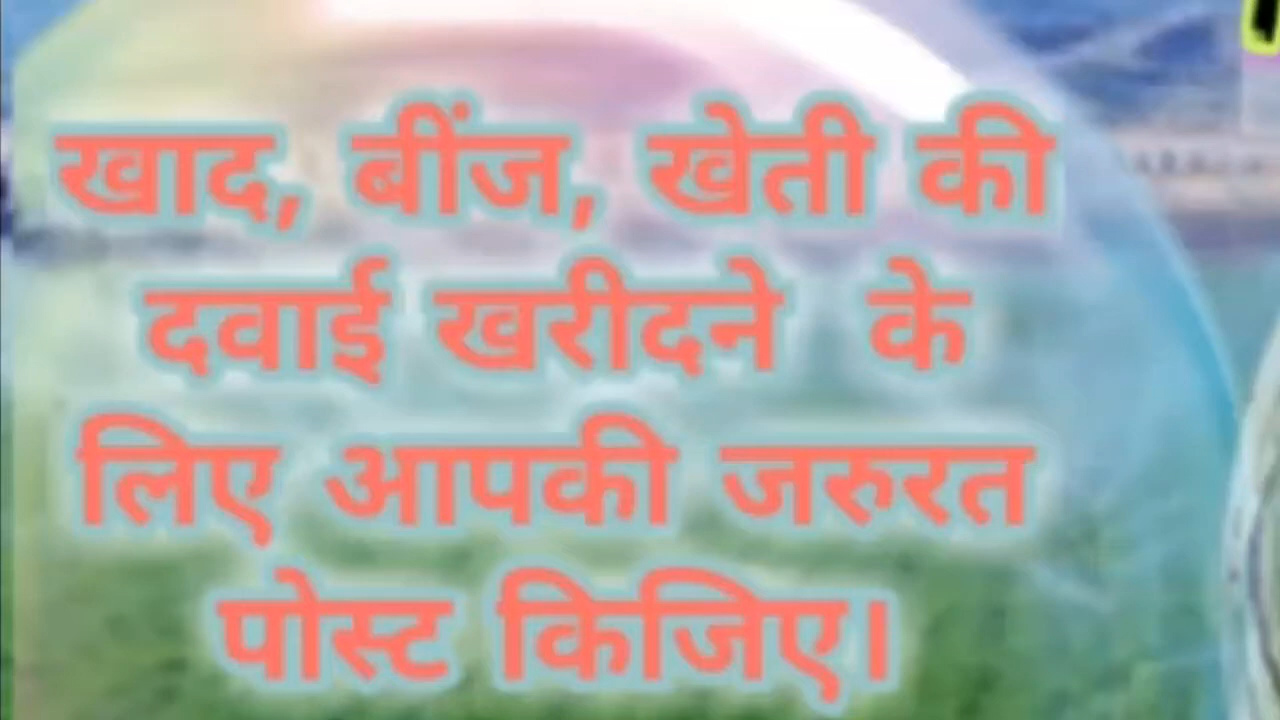 खाद, बींज, खेती की
दवाई खरीदने के
लिए आपकी जरुरत
पोस्ट किजिए।